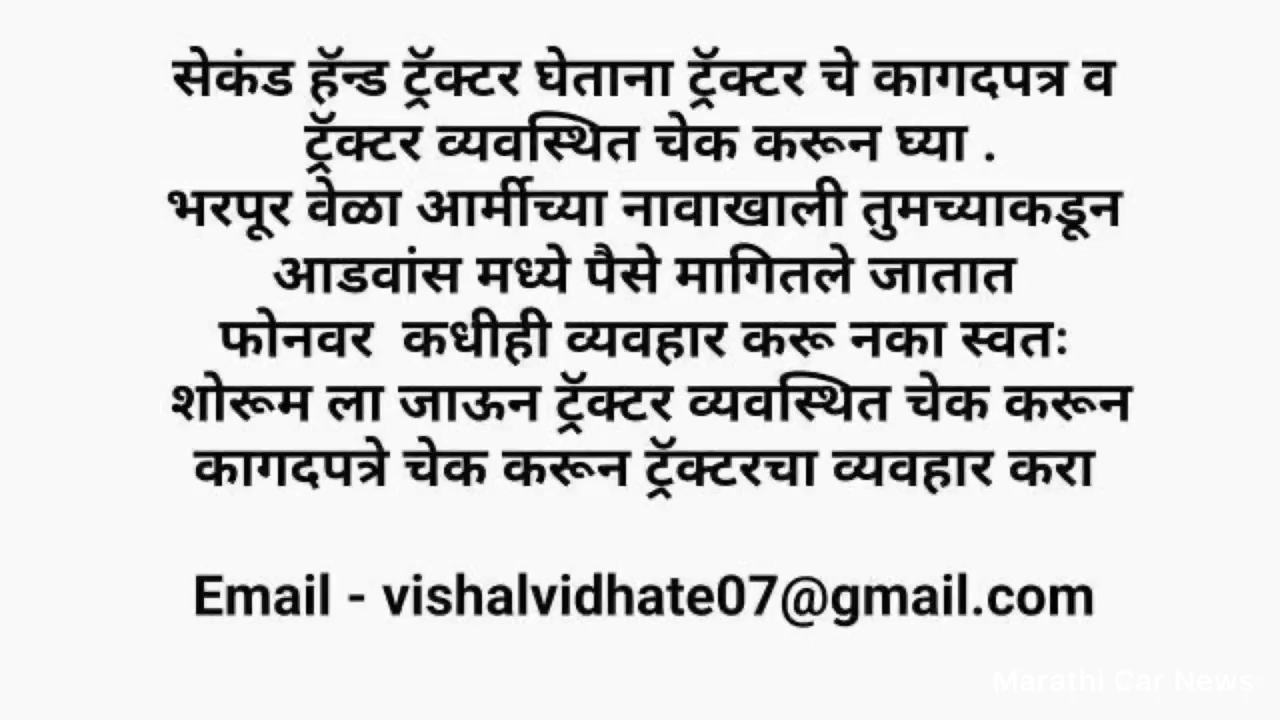 सेकंड हॅन्ड ट्रॅक्टर घेताना ट्रॅक्टर चे कागदपत्र व
ट्रॅक्टर व्यवस्थित चेक करून घ्या .
भरपूर वेळा आर्मीच्या नावाखाली तुमच्याकडून
आडवांस मध्ये पैसे मागितले जातात
फोनवर कधीही व्यवहार करू नका स्वतः
शोरूम ला जाऊन ट्रॅक्टर व्यवस्थित चेक करून
कागदपत्रे चेक करून ट्रॅक्टरचा व्यवहार करा
Email - vishalvidhate07@gmail.com
Marathi Car News